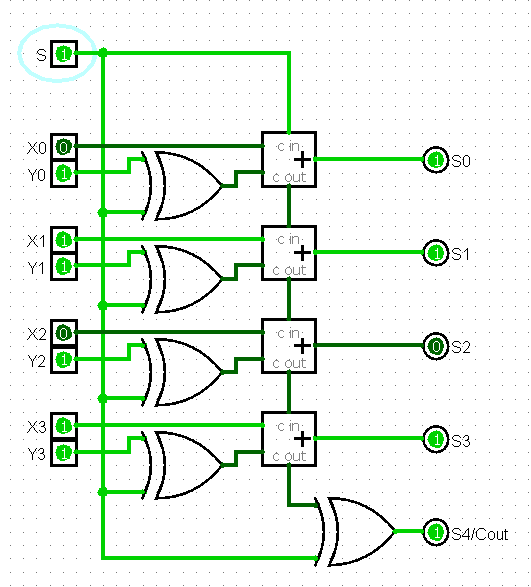 S 1
X0 0
Y0 1
c in
+
c out
1 S0
X1 1
Y1 1
c in
+
c out
1 S1
X2 0
Y2 1
c in
+
c out
0 S2
X3 1
Y3 1
c in
+
c out
1 S3
1 S4/Cout